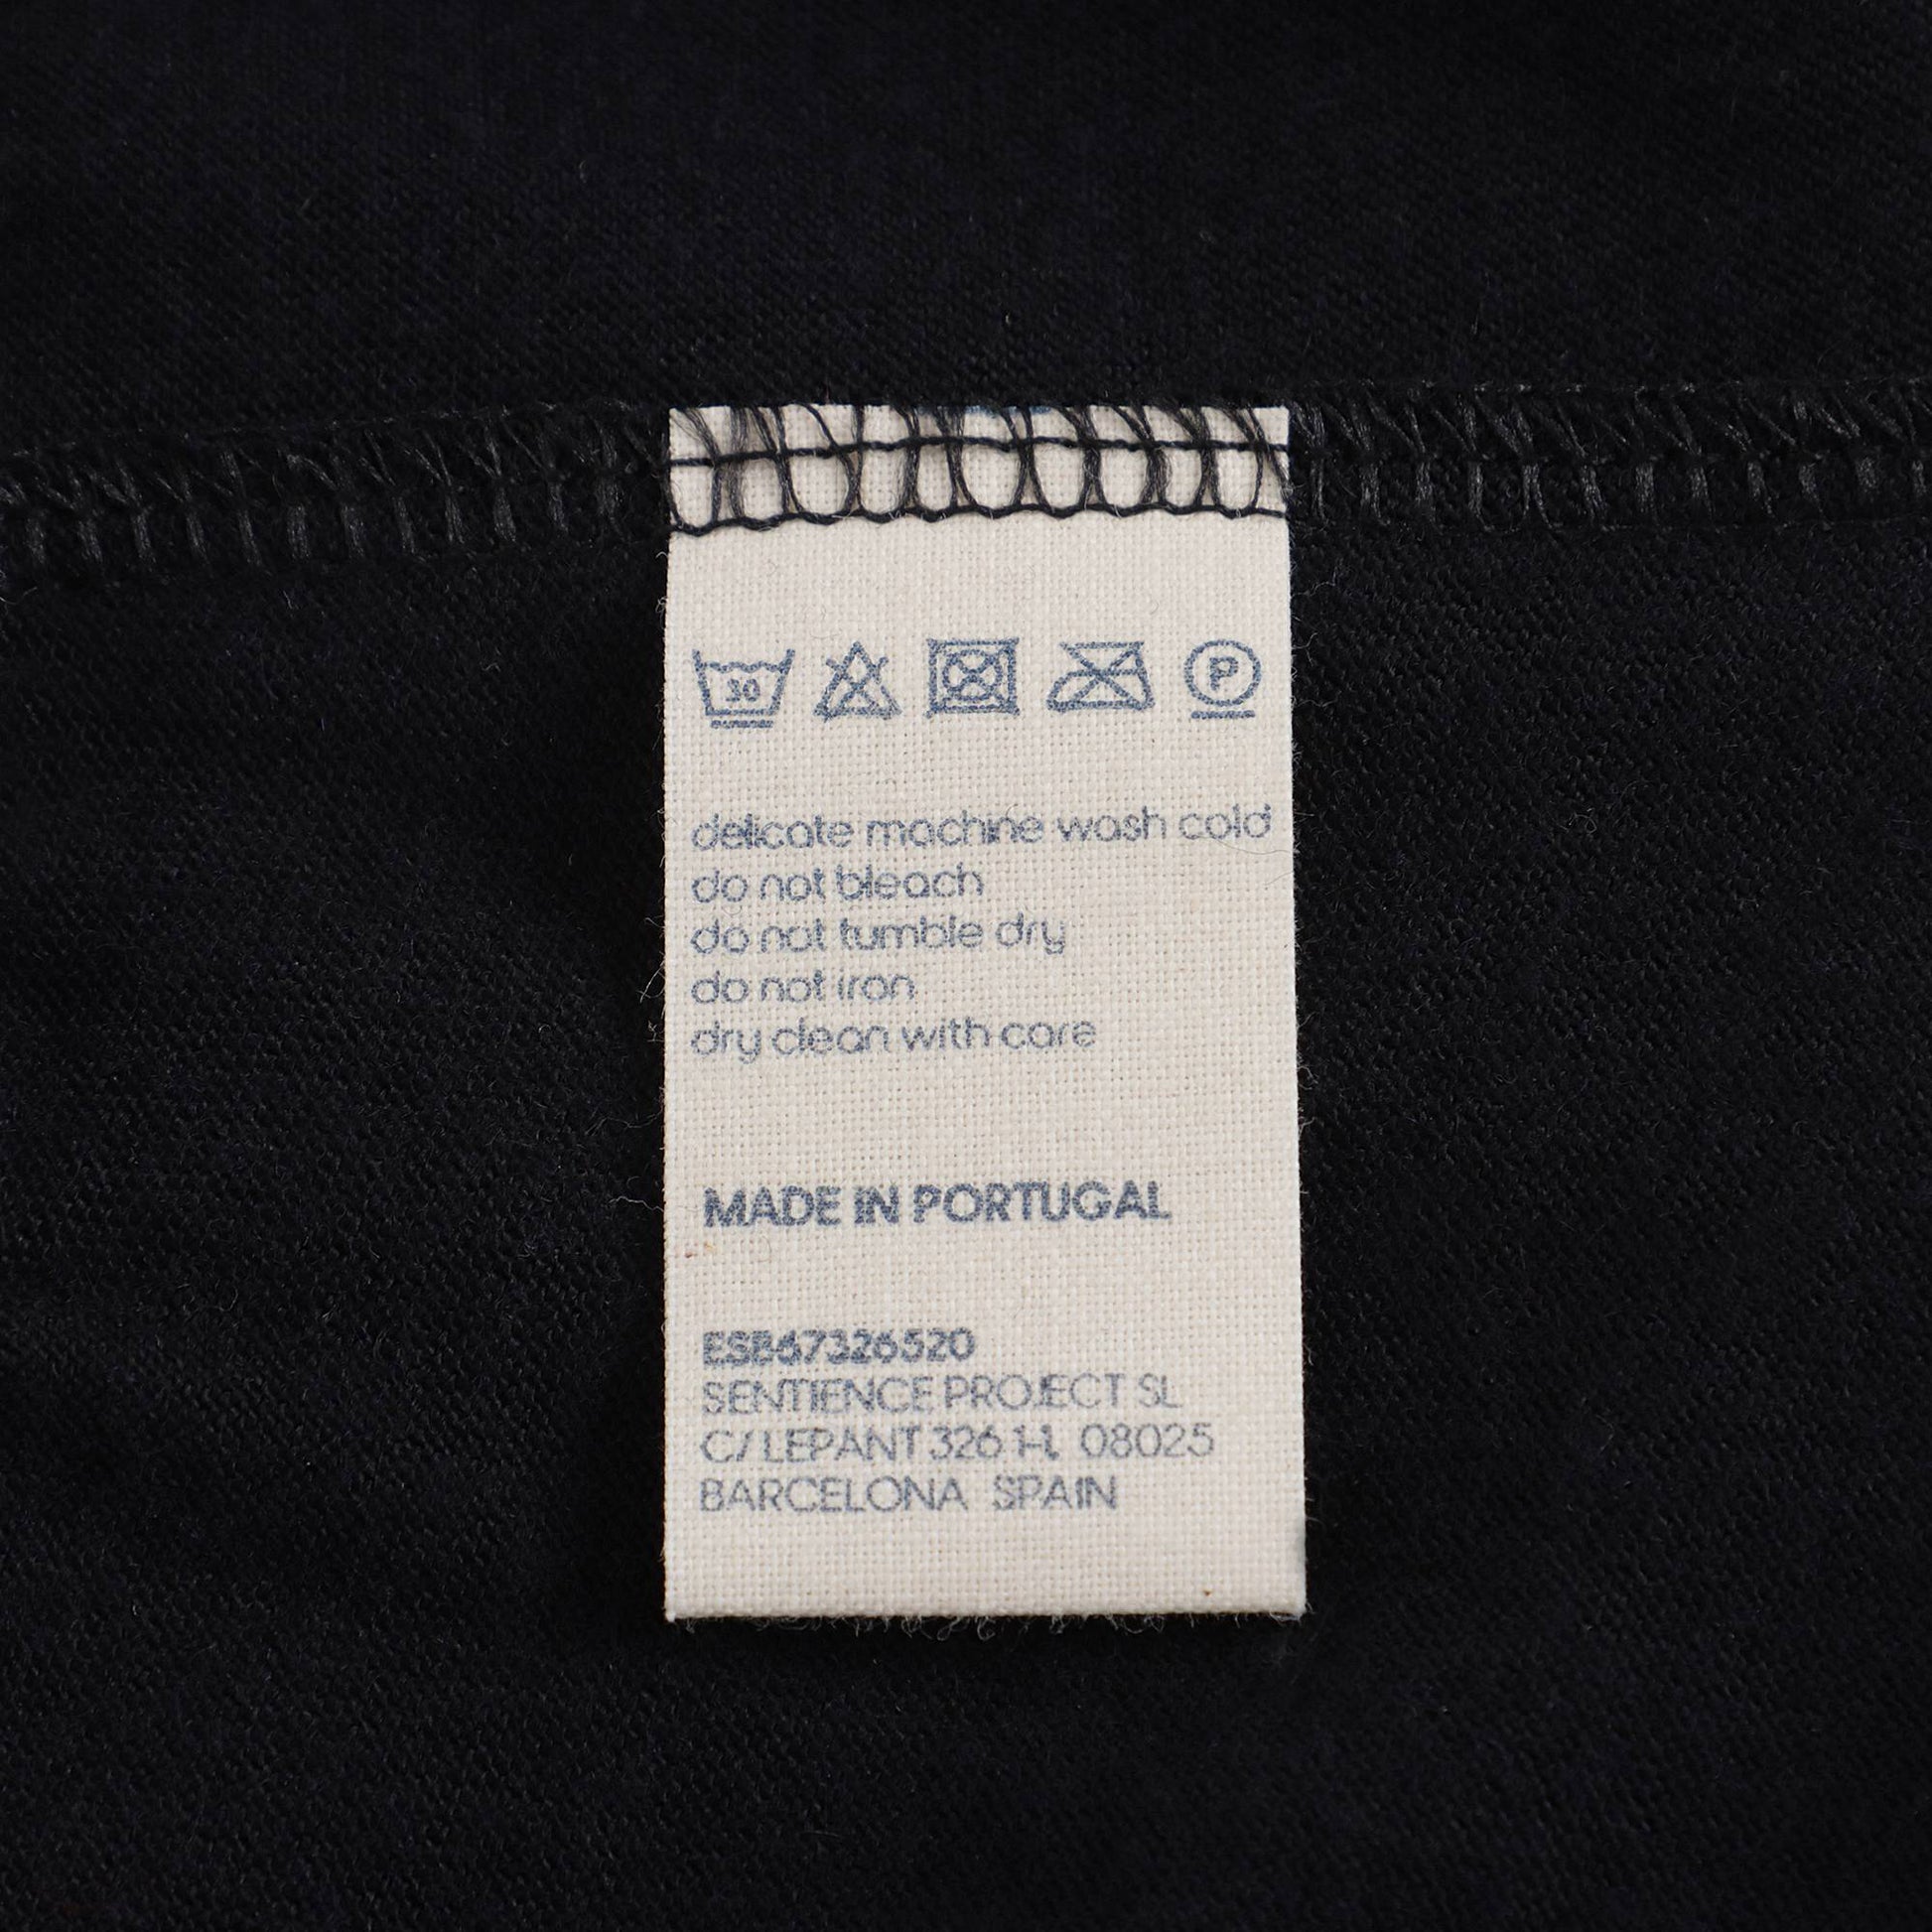 30 P
delicate machine wash cold
do not bleach
do not tumble dry
do not iron
dry clean with care
MADE IN PORTUGAL
ESB67326520
SENTIENCE PROJECT SL
C/ LEPANT 326 1-1, 08025
BARCELONA SPAIN